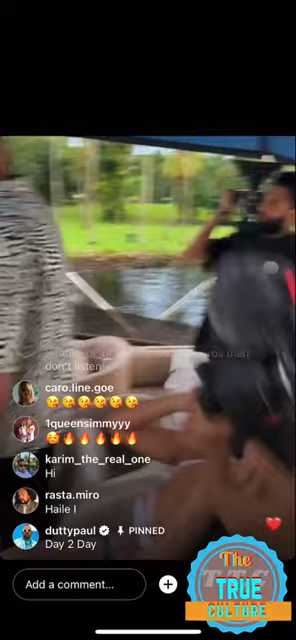 don't listen
caro.line.goe
1queensimmyyy
karim_the_real_one
Hi
rasta.miro
Haile I
duttypaul PINNED
Day 2 Day
Add a comment...
The
TRUE
CULTURE